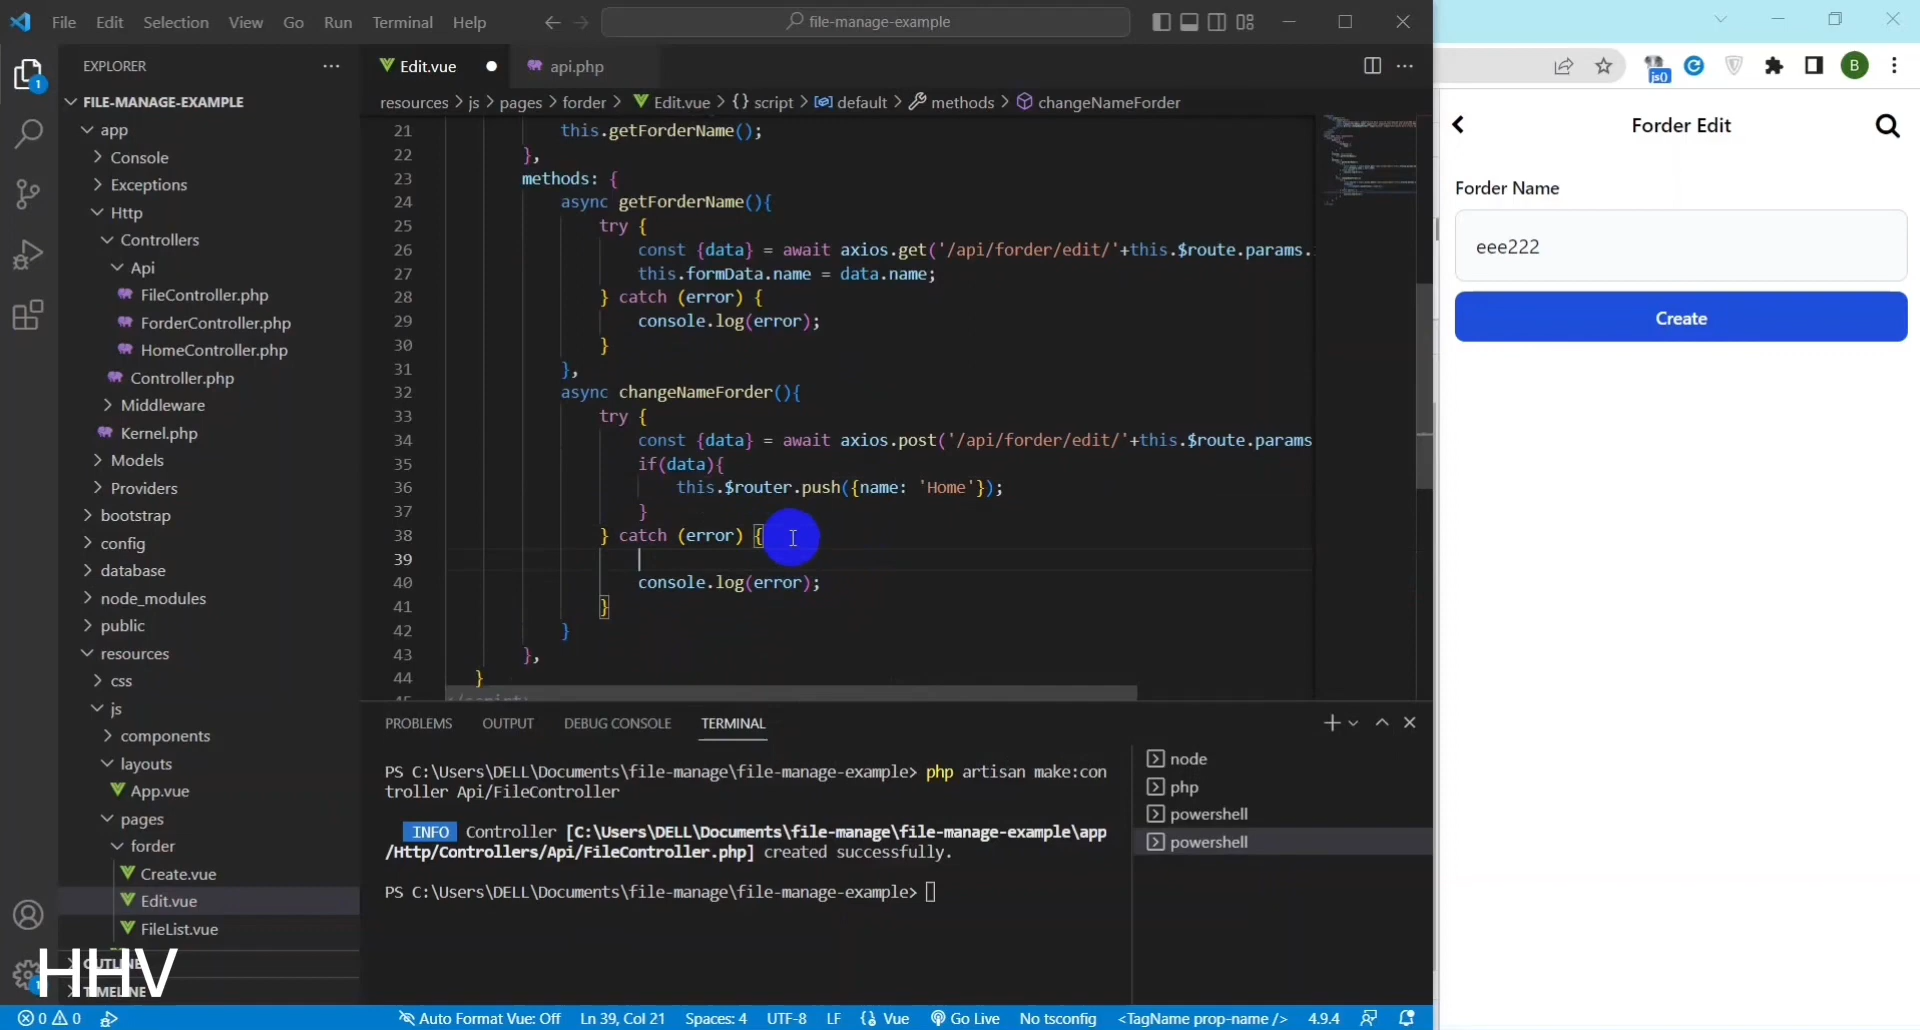 File Edit Selection View Go Run Terminal Help
file-manage-example
EXPLORER
FILE-MANAGE-EXAMPLE
app
Console
Exceptions
Http
Controllers
Api
FileController.php
ForderController.php
HomeController.php
Controller.php
Middleware
Kernel.php
Models
Providers
bootstrap
config
database
node_modules
public
resources
css
js
components
layouts
App.vue
pages
forder
Create.vue
Edit.vue
FileList.vue
OUTLINE
TIMELINE
HHV
1
1
Edit.vue
api.php
resources > js > pages > forder > Edit.vue > {} script > default > methods > changeNameForder
21 this.getForderName();
22 },
23 methods: {
24 async getForderName(){
25 try {
26 const {data} = await axios.get('/api/forder/edit/'+this.$route.params.
27 this.formData.name = data.name;
28 } catch (error) {
29 console.log(error);
30 }
31 },
32 async changeNameForder(){
33 try {
34 const {data} = await axios.post('/api/forder/edit/'+this.$route.params
35 if(data){
36 this.$router.push({name: 'Home'});
37 }
38 } catch (error) {
39
40 console.log(error);
41 }
42 }
43 },
44 }
PROBLEMS OUTPUT DEBUG CONSOLE TERMINAL
PS C:\Users\DELL\Documents\file-manage\file-manage-example> php artisan make:con
troller Api/FileController
INFO Controller [C:\Users\DELL\Documents\file-manage\file-manage-example\app
/Http/Controllers/Api/FileController.php] created successfully.
PS C:\Users\DELL\Documents\file-manage\file-manage-example>
node
php
powershell
powershell
0 0 Auto Format Vue: Off Ln 39, Col 21 Spaces: 4 UTF-8 LF Vue Go Live No tsconfig <TagName prop-name /> 4.9.4
js()
B
Forder Edit
Forder Name
eee222
Create